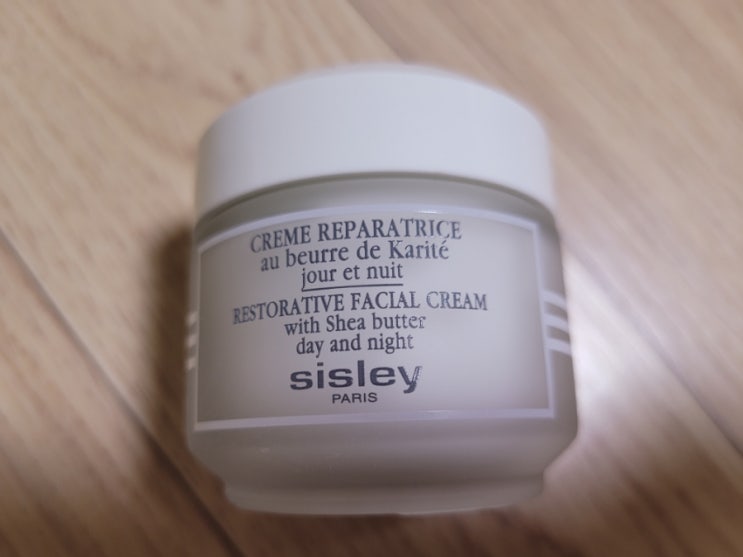 CREME REPARATRICE
au beurre de Karité
jour et nuit
RESTORATIVE FACIAL CREAM
with Shea butter
day and night
sisley
PARIS